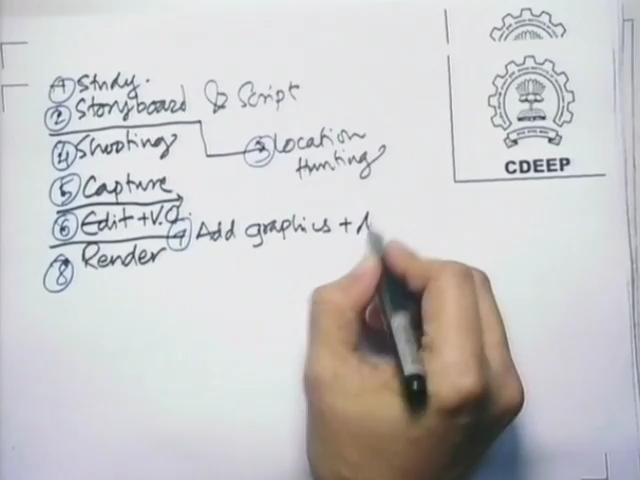 1 Study.
2 Storyboard & Script
3 Location Hunting
4 Shooting
5 Capture
6 Edit + V.O.
7 Add graphics +
8 Render
CDEEP